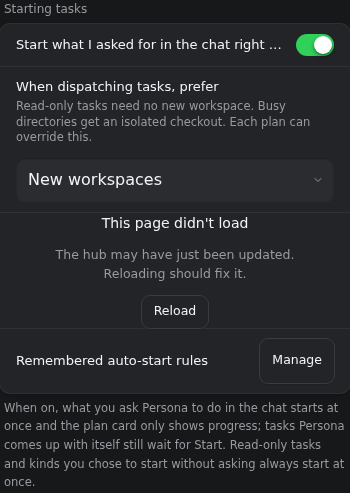 Starting tasks
Start what I asked for in the chat right ...
When dispatching tasks, prefer
Read-only tasks need no new workspace. Busy
directories get an isolated checkout. Each plan can
override this.
New workspaces
This page didn't load
The hub may have just been updated.
Reloading should fix it.
Reload
Remembered auto-start rules
Manage
When on, what you ask Persona to do in the chat starts at
once and the plan card only shows progress; tasks Persona
comes up with itself still wait for Start. Read-only tasks
and kinds you chose to start without asking always start at
once.